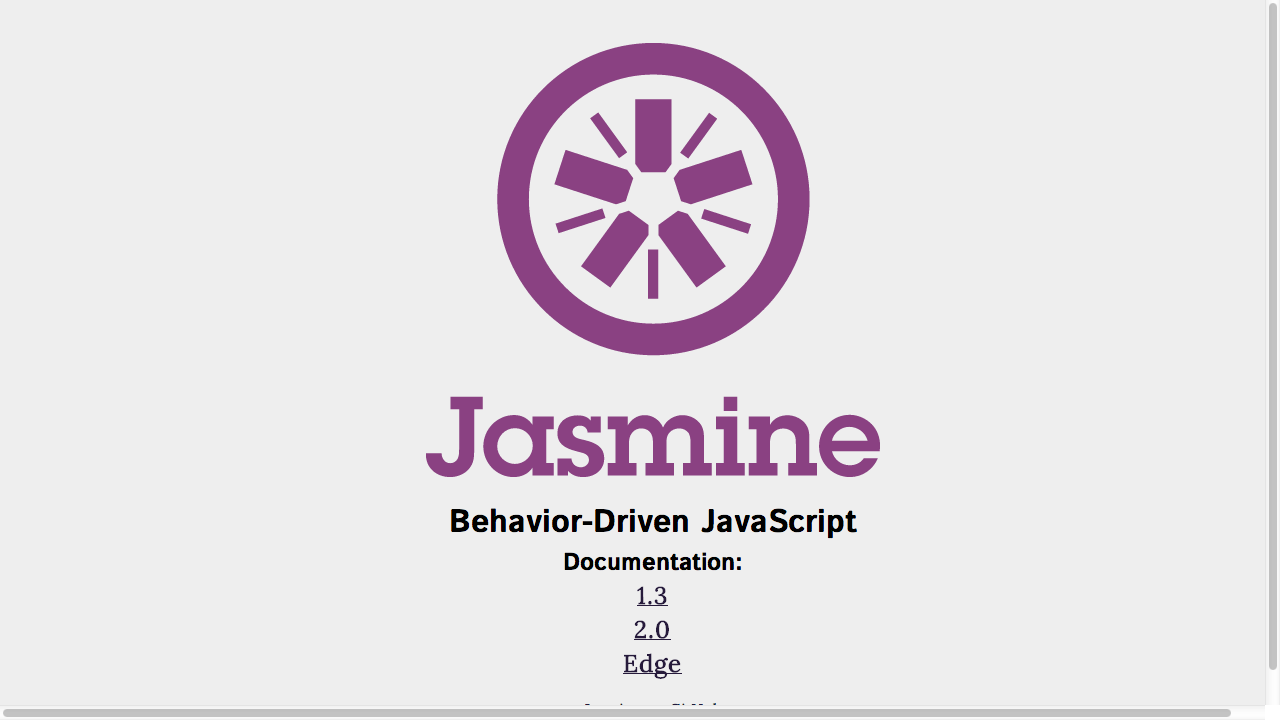 Jasmine
Behavior-Driven JavaScript
Documentation:
1.3
2.0
Edge